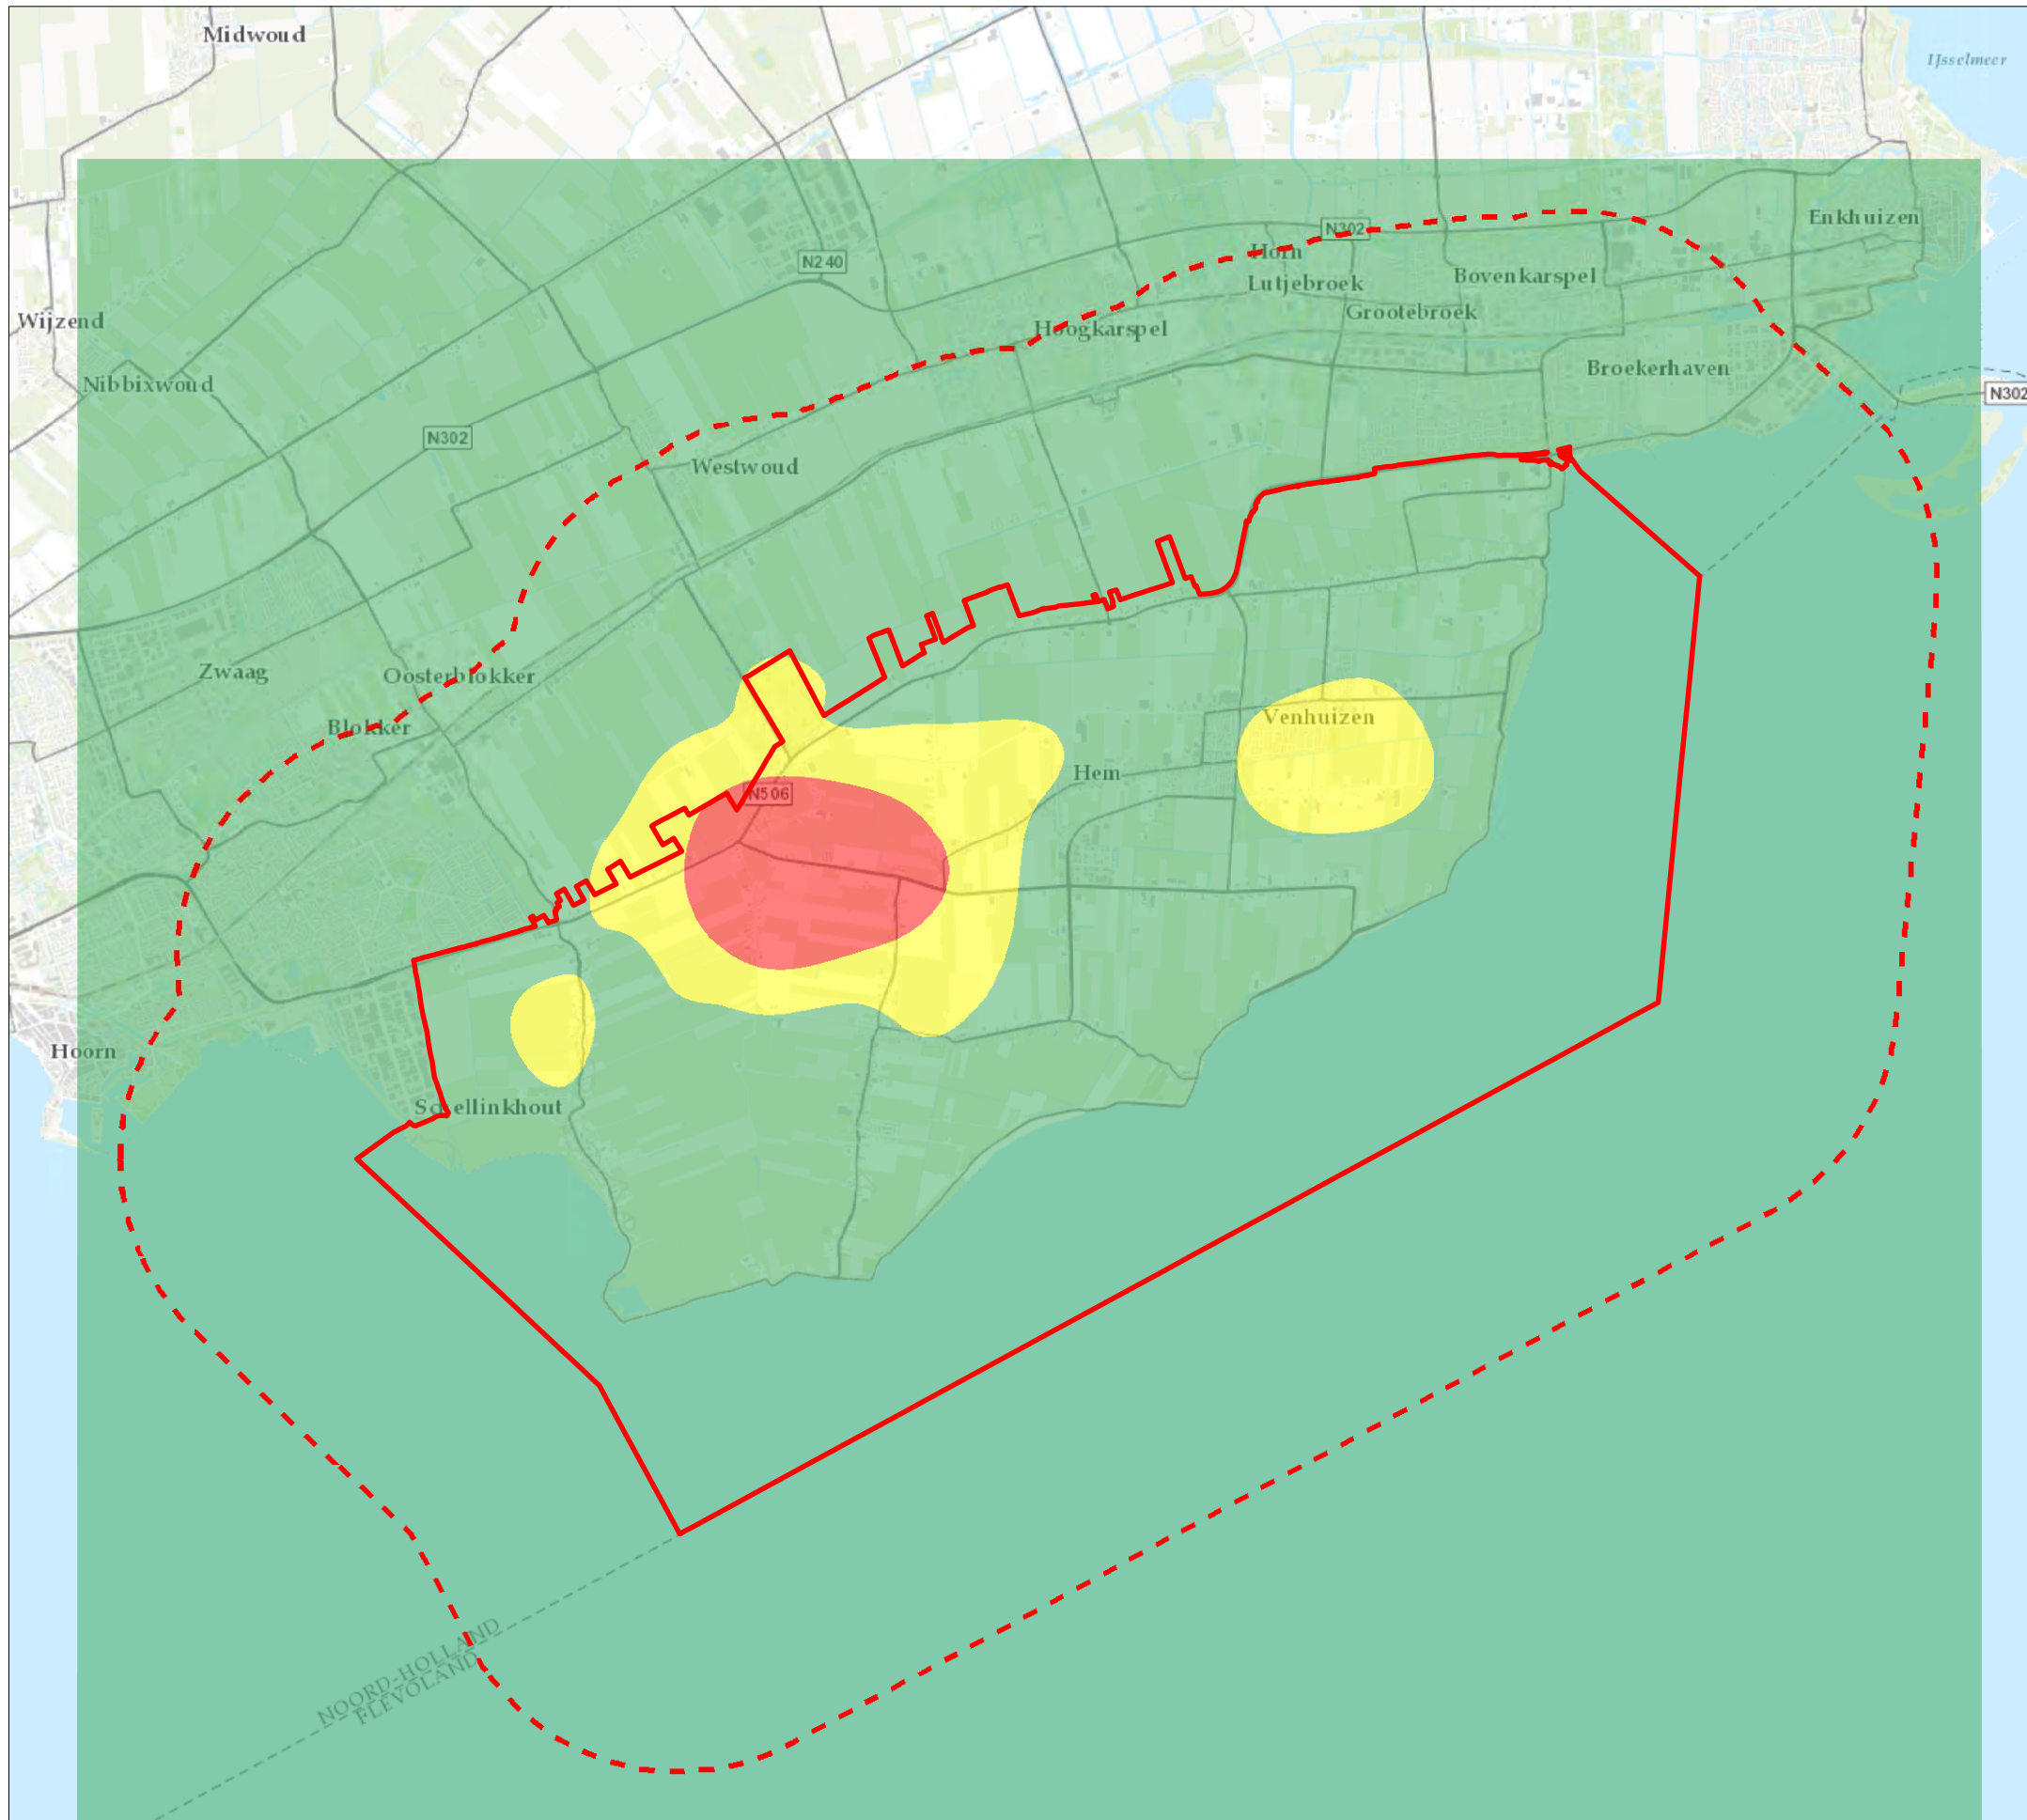 Midwoud
IJsselmeer
Enkhuizen
N302
Horn
N240
Bovenkarspel
Lutjebroek
Grootebroek
Wijzend
Hoogkarspel
Broekerhaven
Nibbixwoud
N302
N302
Westwoud
Zwaag
Oosterblokker
Blokker
Venhuizen
Hem
N506
Hoorn
Schellinkhout
NOORD-HOLLAND
FLEVOLAND